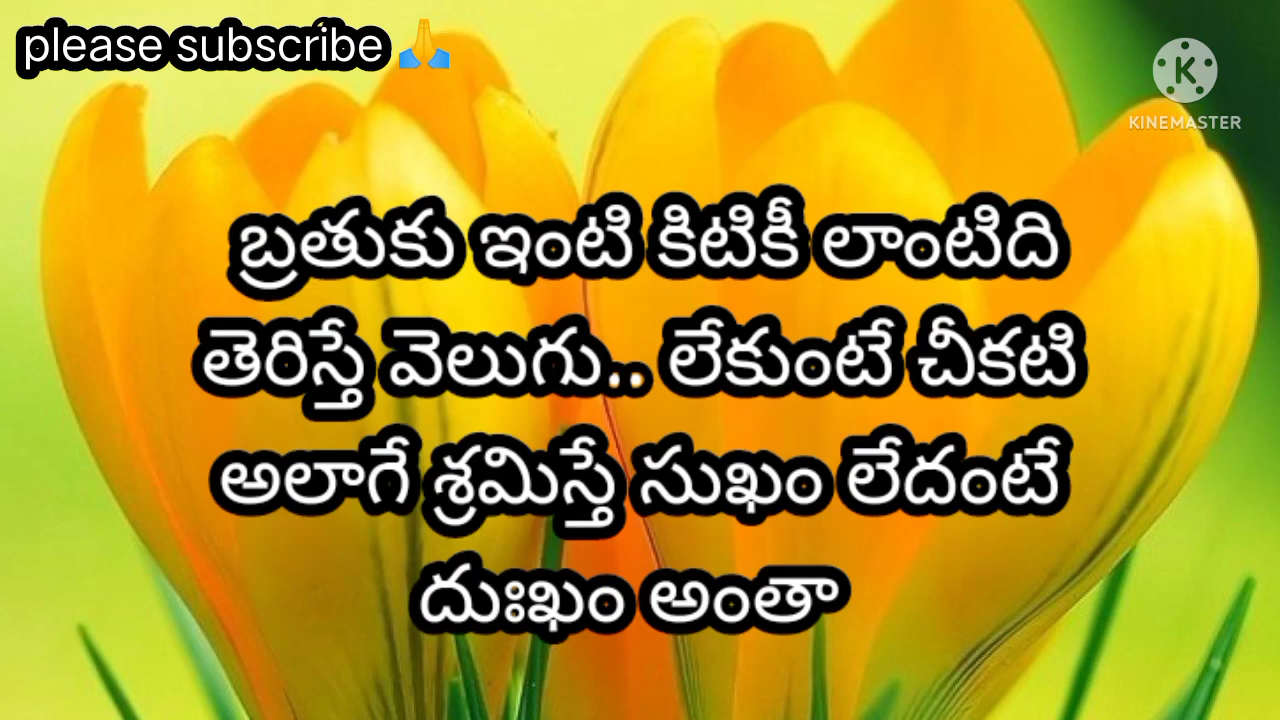 please subscribe 🙏
KINEMASTER
బ్రతుకు ఇంటి కిటికీ లాంటిది
తెరిస్తే వెలుగు.. లేకుంటే చీకటి
అలాగే శ్రమిస్తే సుఖం లేదంటే
దుఃఖం అంతా